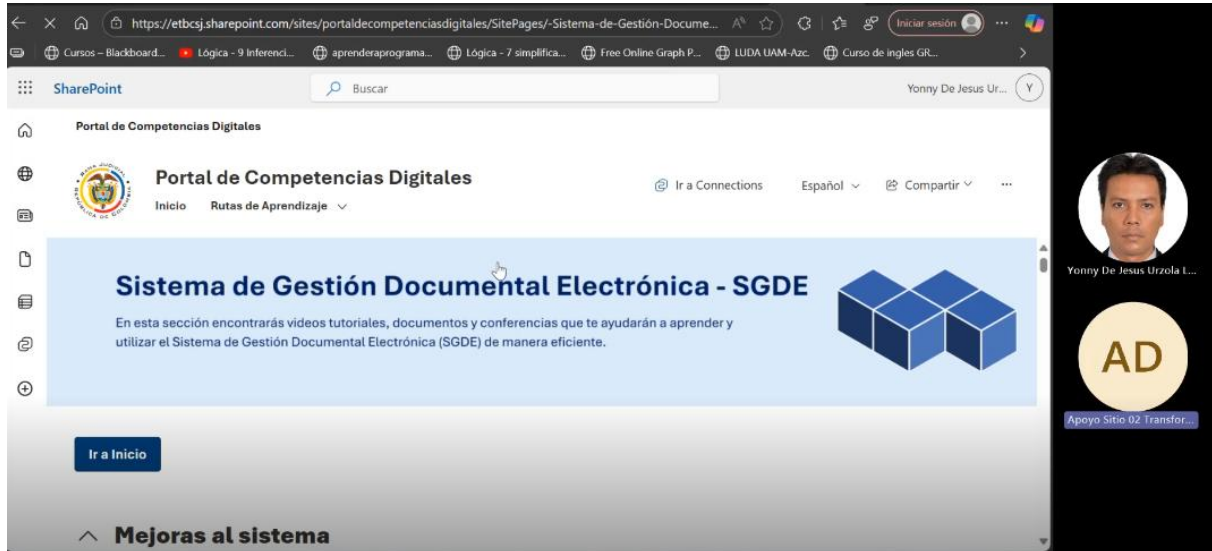 https://etbcsj.sharepoint.com/sites/portaldecompetenciasdigitales/SitePages/-Sistema-de-Gestión-Docume...
Iniciar sesión
Cursos – Blackboard...
Lógica - 9 Inferenci...
aprenderaprograma...
Lógica - 7 simplifica...
Free Online Graph P...
LUDA UAM-Azc.
Curso de ingles GR...
SharePoint
Buscar
Yonny De Jesus Ur...
Y
Portal de Competencias Digitales
Portal de Competencias Digitales
Ir a Connections
Español
Compartir
...
Inicio
Rutas de Aprendizaje
Sistema de Gestión Documental Electrónica - SGDE
En esta sección encontrarás videos tutoriales, documentos y conferencias que te ayudarán a aprender y
utilizar el Sistema de Gestión Documental Electrónica (SGDE) de manera eficiente.
Ir a Inicio
Mejoras al sistema
Yonny De Jesus Urzola L...
AD
Apoyo Sitio 02 Transfor...